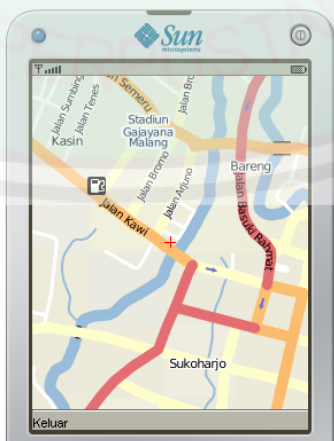 Sun
microsystems
Jalan Sumbing
Jalan Tenes
Semeru
Jalan Bro
Kasin
Stadiun
Gajayana
Malang
Bareng
Jalan Bromo
Jalan Arjuno
Jalan Kawi
Jalan Basuki Rahmat
Sukoharjo
Keluar